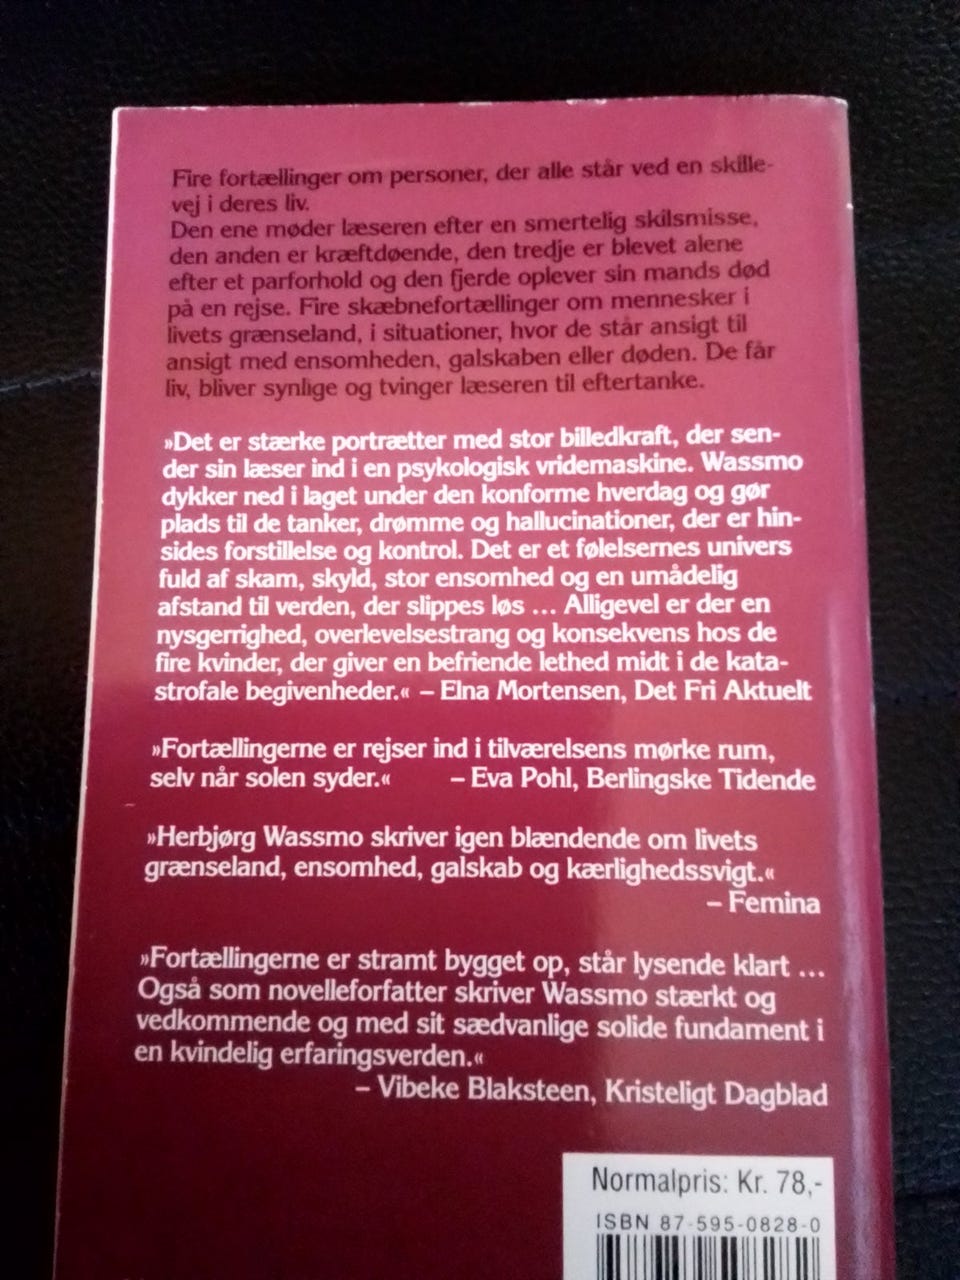 Fire fortællinger om personer, der alle står ved en skille-
vej i deres liv.
Den ene møder læseren efter en smertelig skilsmisse,
den anden er kræftdøende, den tredje er blevet alene
efter et parforhold og den fjerde oplever sin mands død
på en rejse. Fire skæbnefortællinger om mennesker i
livets grænseland, i situationer, hvor de står ansigt til
ansigt med ensomheden, galskaben eller døden. De får
liv, bliver synlige og tvinger læseren til eftertanke.
»Det er stærke portrætter med stor billedkraft, der sen-
der sin læser ind i en psykologisk vridemaskine. Wassmo
dykker ned i laget under den konforme hverdag og gør
plads til de tanker, drømme og hallucinationer, der er hin-
sides forstillelse og kontrol. Det er et følelsernes univers
fuld af skam, skyld, stor ensomhed og en umådelig
afstand til verden, der slippes løs ... Alligevel er der en
nysgerrighed, overlevelsestrang og konsekvens hos de
fire kvinder, der giver en befriende lethed midt i de kata-
strofale begivenheder.« – Elna Mortensen, Det Fri Aktuelt
»Fortællingerne er rejser ind i tilværelsens mørke rum,
selv når solen syder.« – Eva Pohl, Berlingske Tidende
»Herbjørg Wassmo skriver igen blændende om livets
grænseland, ensomhed, galskab og kærlighedssvigt.«
– Femina
»Fortællingerne er stramt bygget op, står lysende klart ...
Også som novelleforfatter skriver Wassmo stærkt og
vedkommende og med sit sædvanlige solide fundament i
en kvindelig erfaringsverden.«
– Vibeke Blaksteen, Kristeligt Dagblad
Normalpris: Kr. 78,-
ISBN 87-595-0828-0